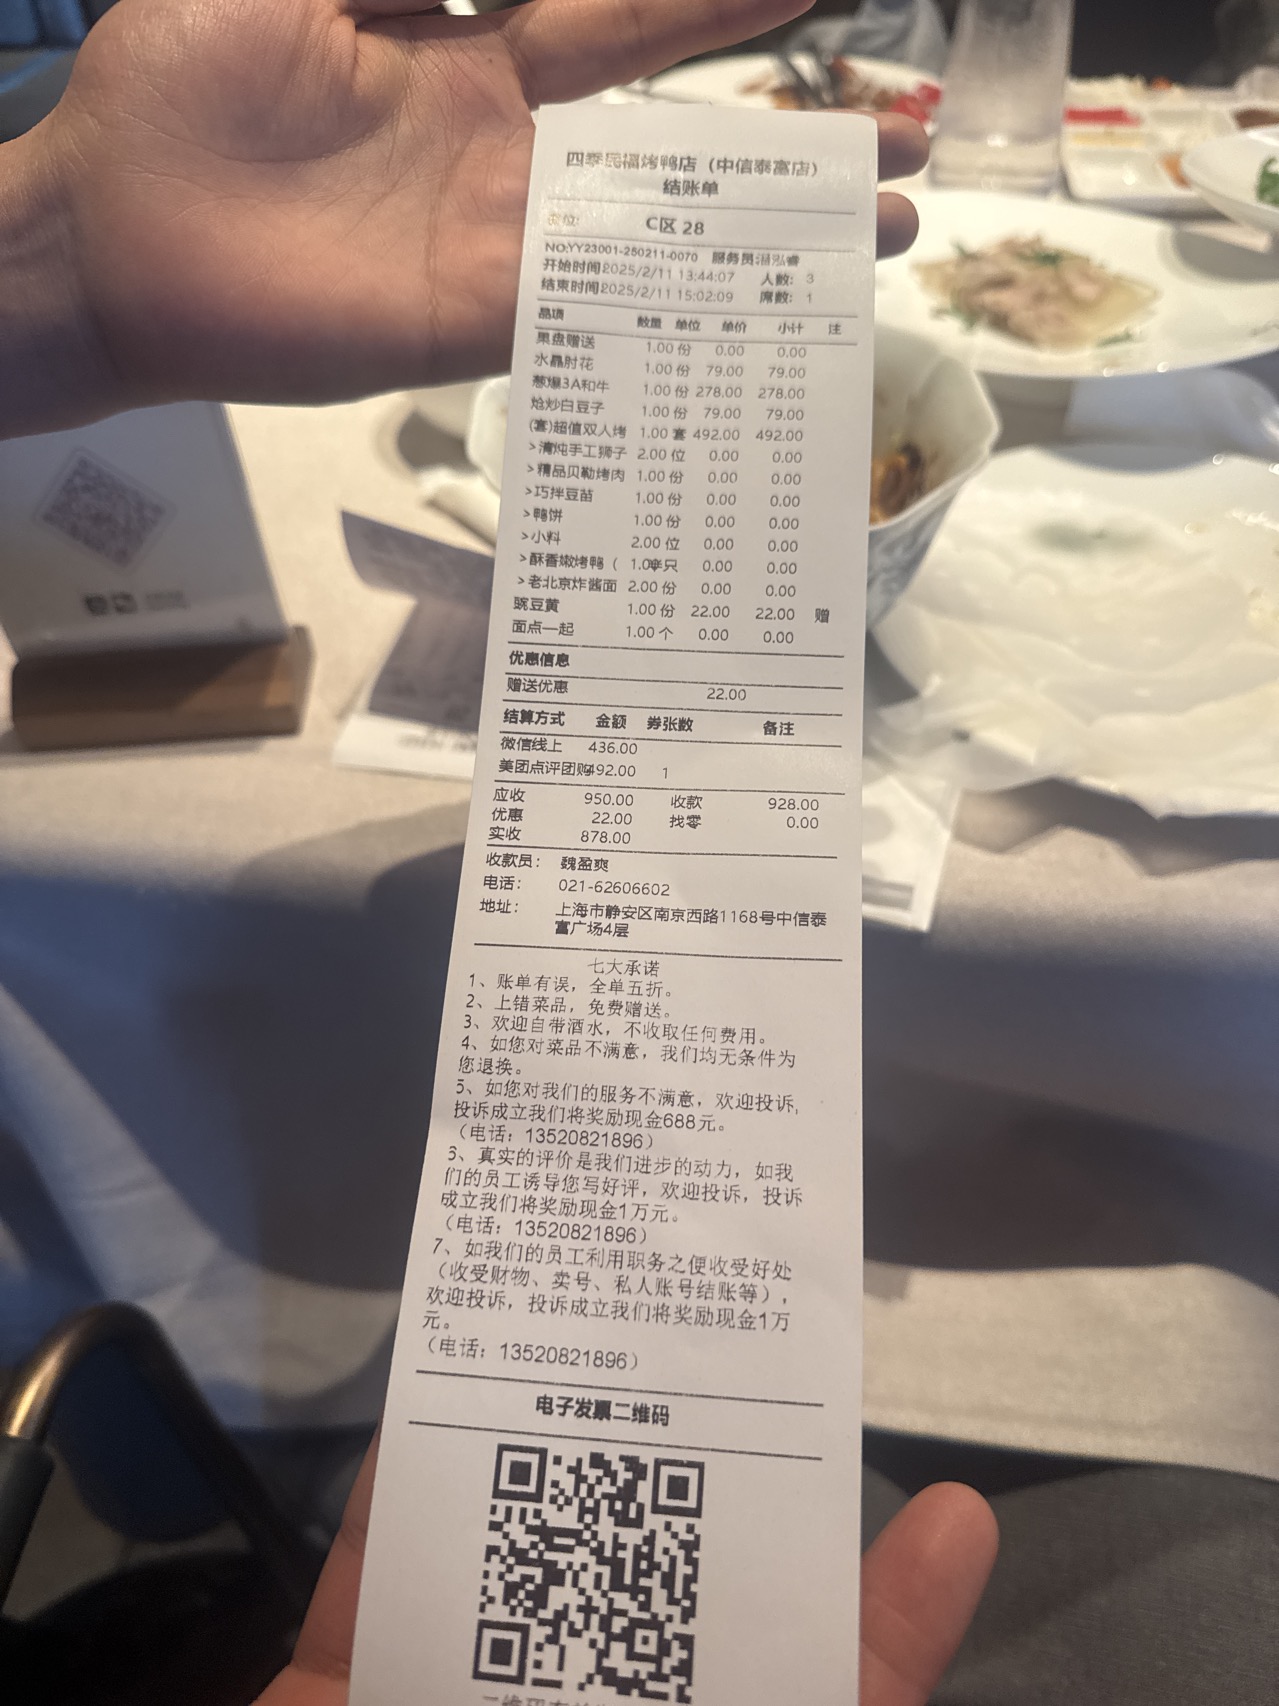 四季民福烤鸭店（中信泰富店）
结账单
C区 28
NO:YY23001-250211-0070 服务员:
开始时间:2025/2/11 13:44:07 人数: 3
结束时间:2025/2/11 15:02:09 席数: 1
品项 数量 单位 单价 小计 注
果盘赠送 1.00 份 0.00 0.00
水晶肘花 1.00 份 79.00 79.00
葱爆3A和牛 1.00 份 278.00 278.00
炝炒白豆子 1.00 份 79.00 79.00
(套)超值双人烤 1.00 套 492.00 492.00
>清炖手工狮子 2.00 位 0.00 0.00
>精品贝勒烤肉 1.00 份 0.00 0.00
>巧拌豆苗 1.00 份 0.00 0.00
>鸭饼 1.00 份 0.00 0.00
>小料 2.00 位 0.00 0.00
>酥香嫩烤鸭（ 1.0半只 0.00 0.00
>老北京炸酱面 2.00 份 0.00 0.00
豌豆黄 1.00 份 22.00 22.00 赠
面点一起 1.00 个 0.00 0.00
优惠信息
赠送优惠 22.00
结算方式 金额 券张数 备注
微信线上 436.00
美团点评团购492.00 1
应收 950.00 收款 928.00
优惠 22.00 找零 0.00
实收 878.00
收款员： 魏盈爽
电话： 021-62606602
地址： 上海市静安区南京西路1168号中信泰
富广场4层
七大承诺
1、账单有误，全单五折。
2、上错菜品，免费赠送。
3、欢迎自带酒水，不收取任何费用。
4、如您对菜品不满意，我们均无条件为
您退换。
5、如您对我们的服务不满意，欢迎投诉，
投诉成立我们将奖励现金688元。
（电话：13520821896）
6、真实的评价是我们进步的动力，如我
们的员工诱导您写好评，欢迎投诉，投诉
成立我们将奖励现金1万元。
（电话：13520821896）
7、如我们的员工利用职务之便收受好处
（收受财物、卖号、私人账号结账等），
欢迎投诉，投诉成立我们将奖励现金1万
元。
（电话：13520821896）
电子发票二维码